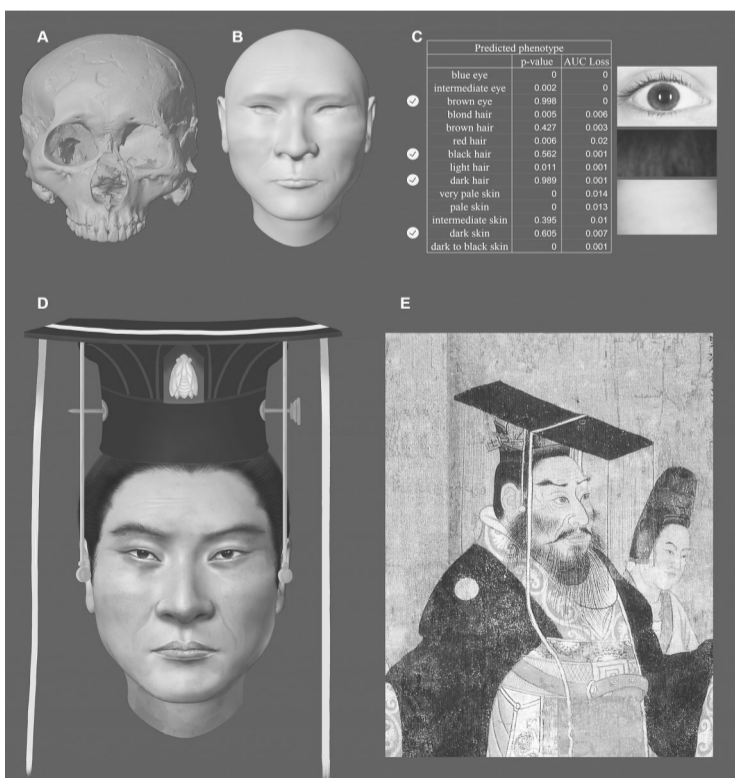 A
B
C
Predicted phenotype
p-value AUC Loss
blue eye 0 0
intermediate eye 0.002 0
brown eye 0.998 0
blond hair 0.005 0.006
brown hair 0.427 0.003
red hair 0.006 0.02
black hair 0.562 0.001
light hair 0.011 0.001
dark hair 0.989 0.001
very pale skin 0 0.014
pale skin 0 0.013
intermediate skin 0.395 0.01
dark skin 0.605 0.007
dark to black skin 0 0.001
D
E